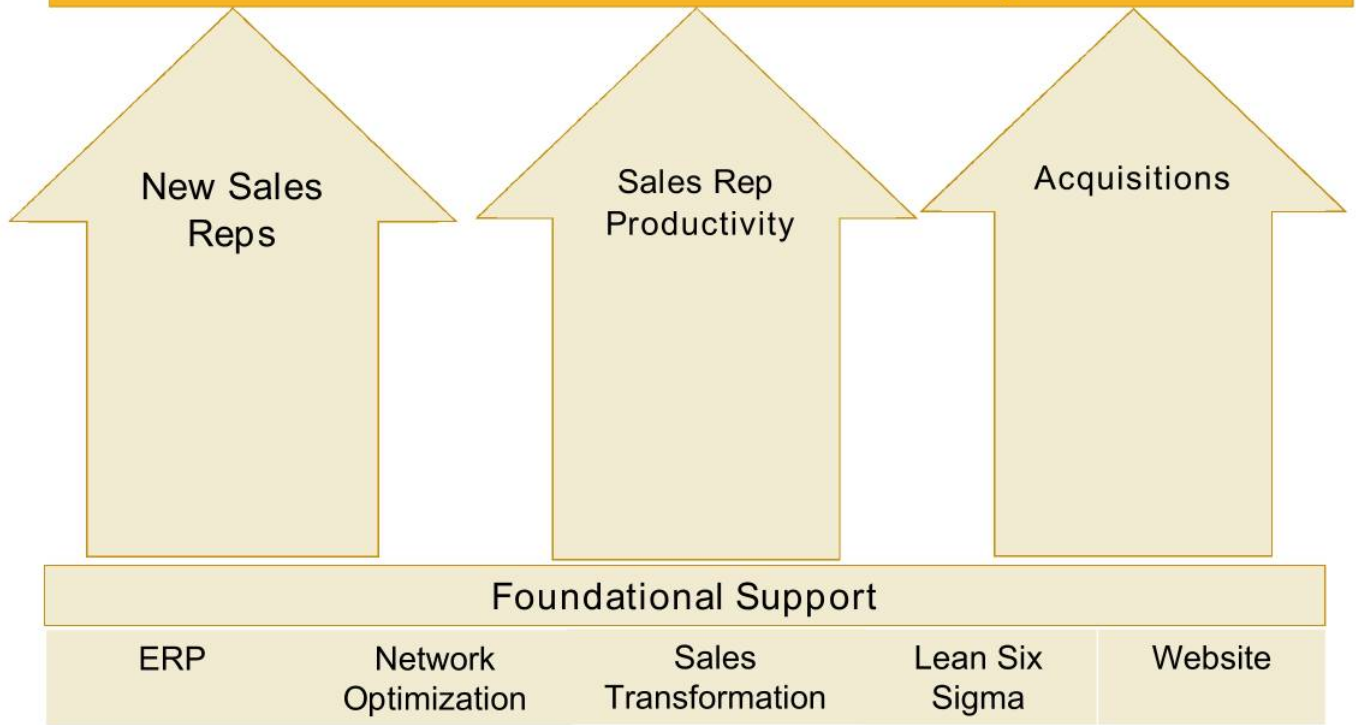 New Sales
Reps
Sales Rep
Productivity
Acquisitions
Foundational Support
ERP
Network
Optimization
Sales
Transformation
Lean Six
Sigma
Website